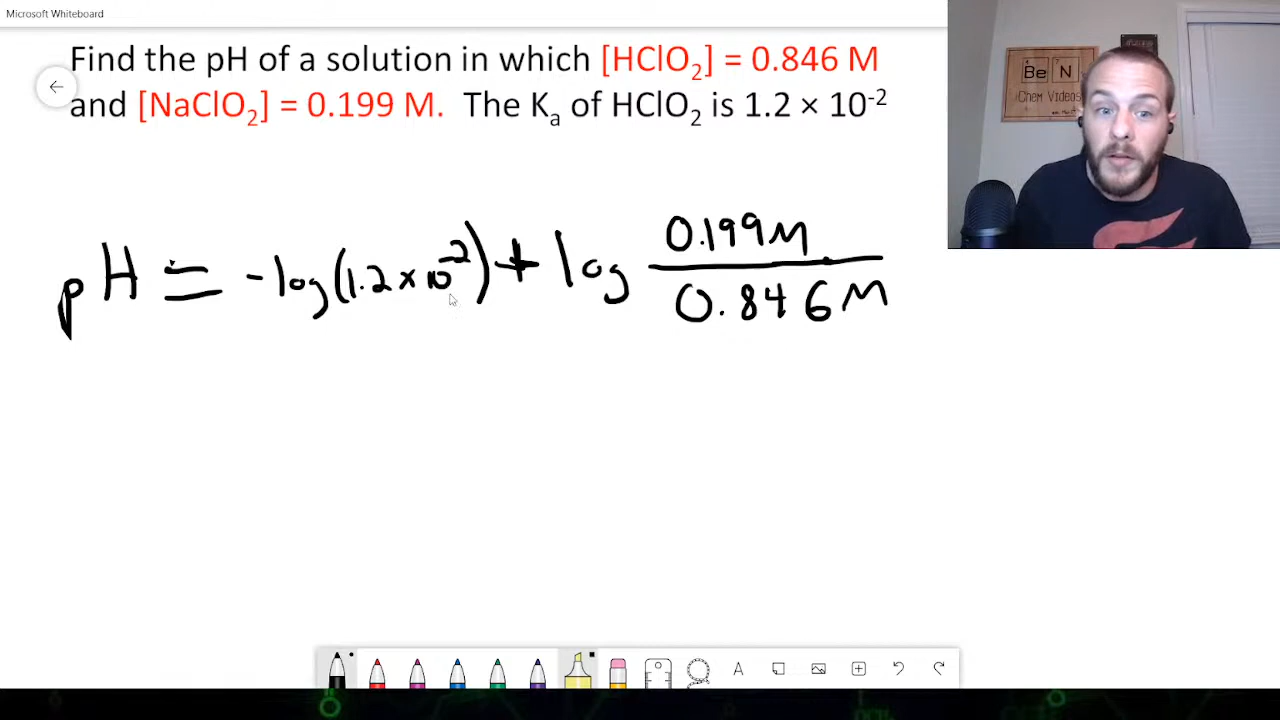 Microsoft Whiteboard
Find the pH of a solution in which [HClO₂] = 0.846 M
and [NaClO₂] = 0.199 M. The Kₐ of HClO₂ is 1.2 × 10⁻²
Be N
Chem Videos
pH = -log(1.2×10⁻²) + log 0.199M
0.846M
A